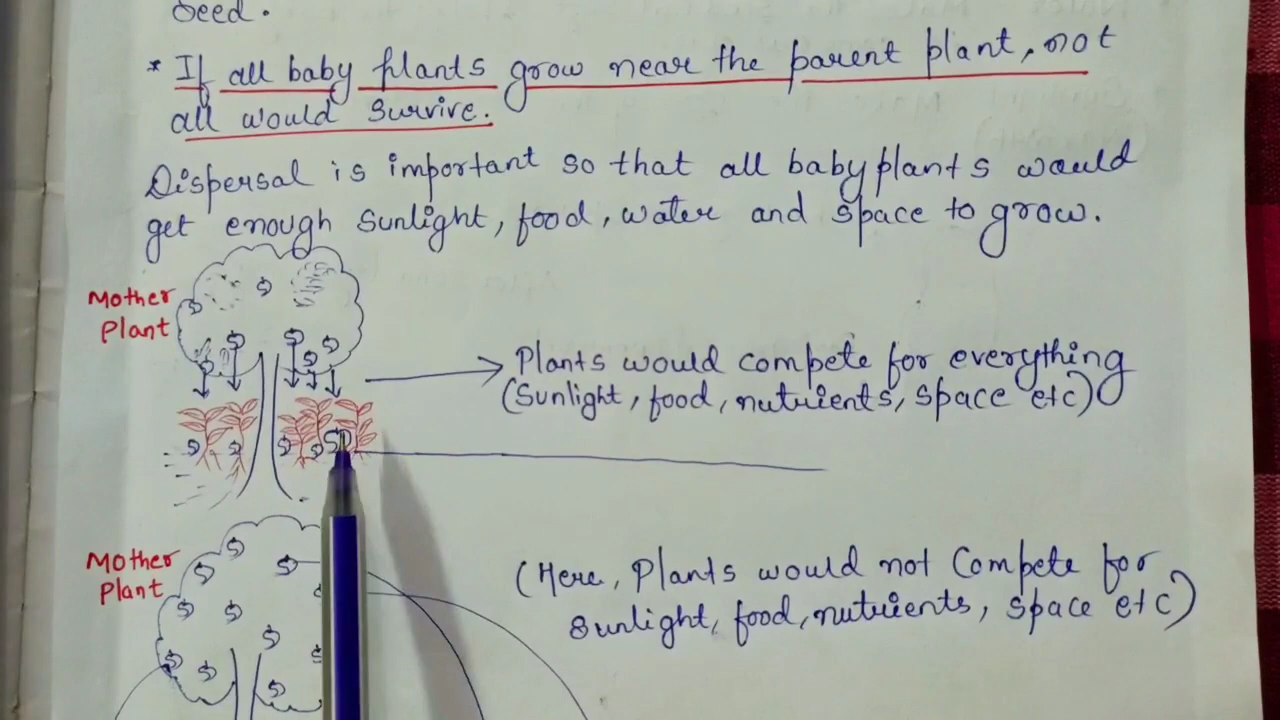 Seed.
* If all baby plants grow near the parent plant, not
all would survive.
Dispersal is important so that all baby plants would
get enough sunlight, food, water and space to grow.
Mother
Plant
Plants would compete for everything
(Sunlight, food, nutrients, space etc)
Mother
Plant
(Here, Plants would not Compete for
Sunlight, food, nutrients, space etc)